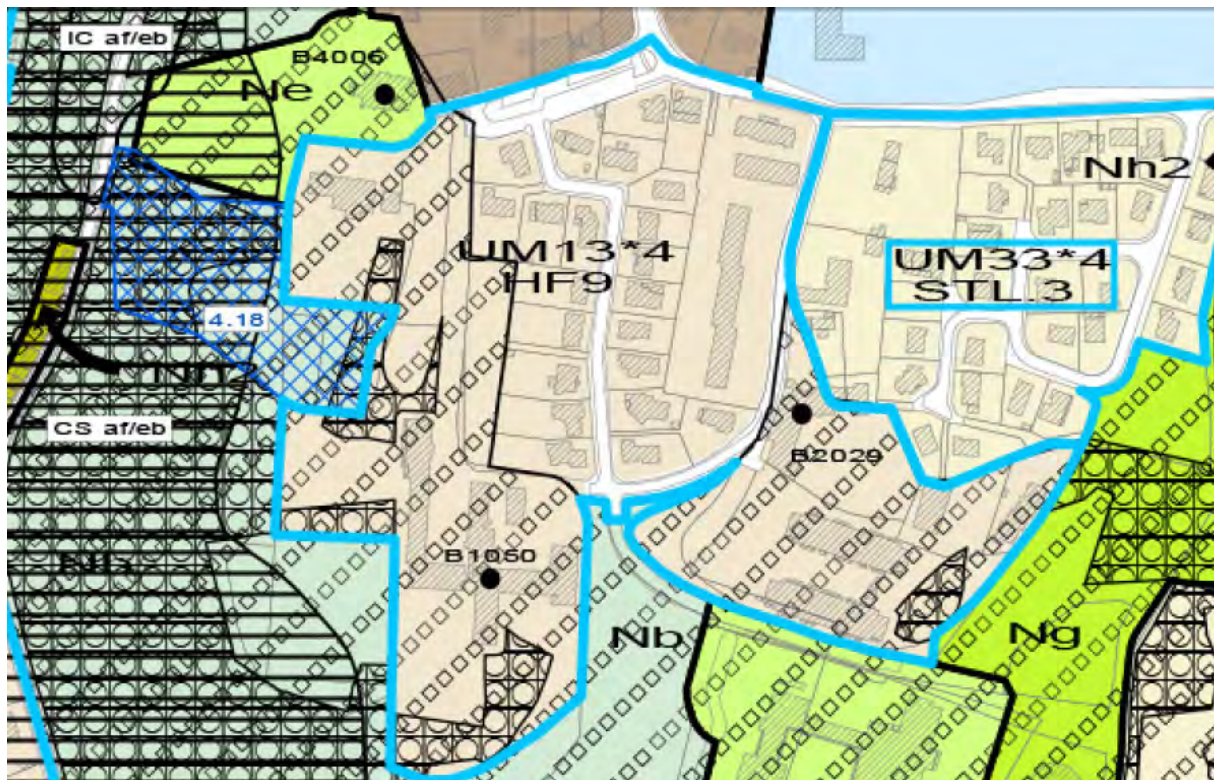 IC af/eb
B4006
Ne
Nh2
UM13*4
HF9
UM33*4
STL.3
4.18
CS af/eb
B2029
B1050
Nb
Ng